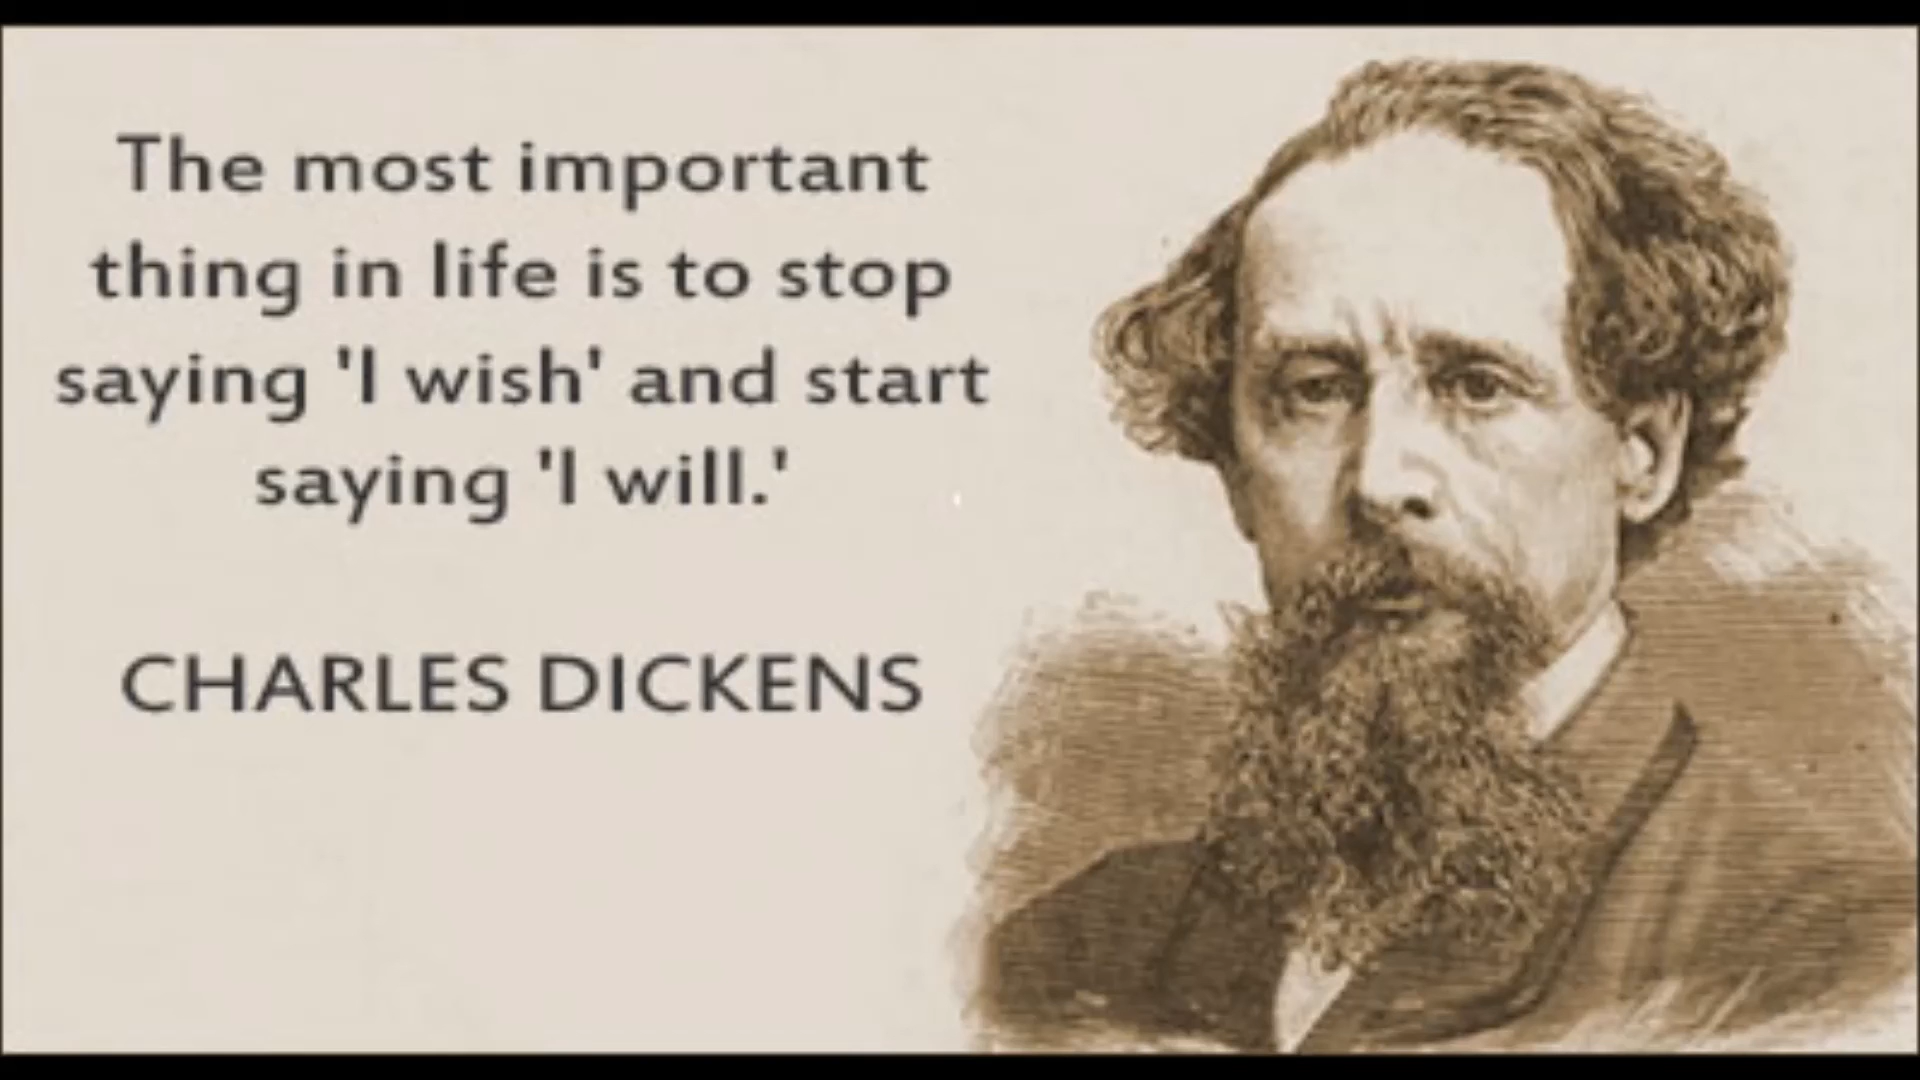 The most important
thing in life is to stop
saying 'I wish' and start
saying 'I will.'
CHARLES DICKENS